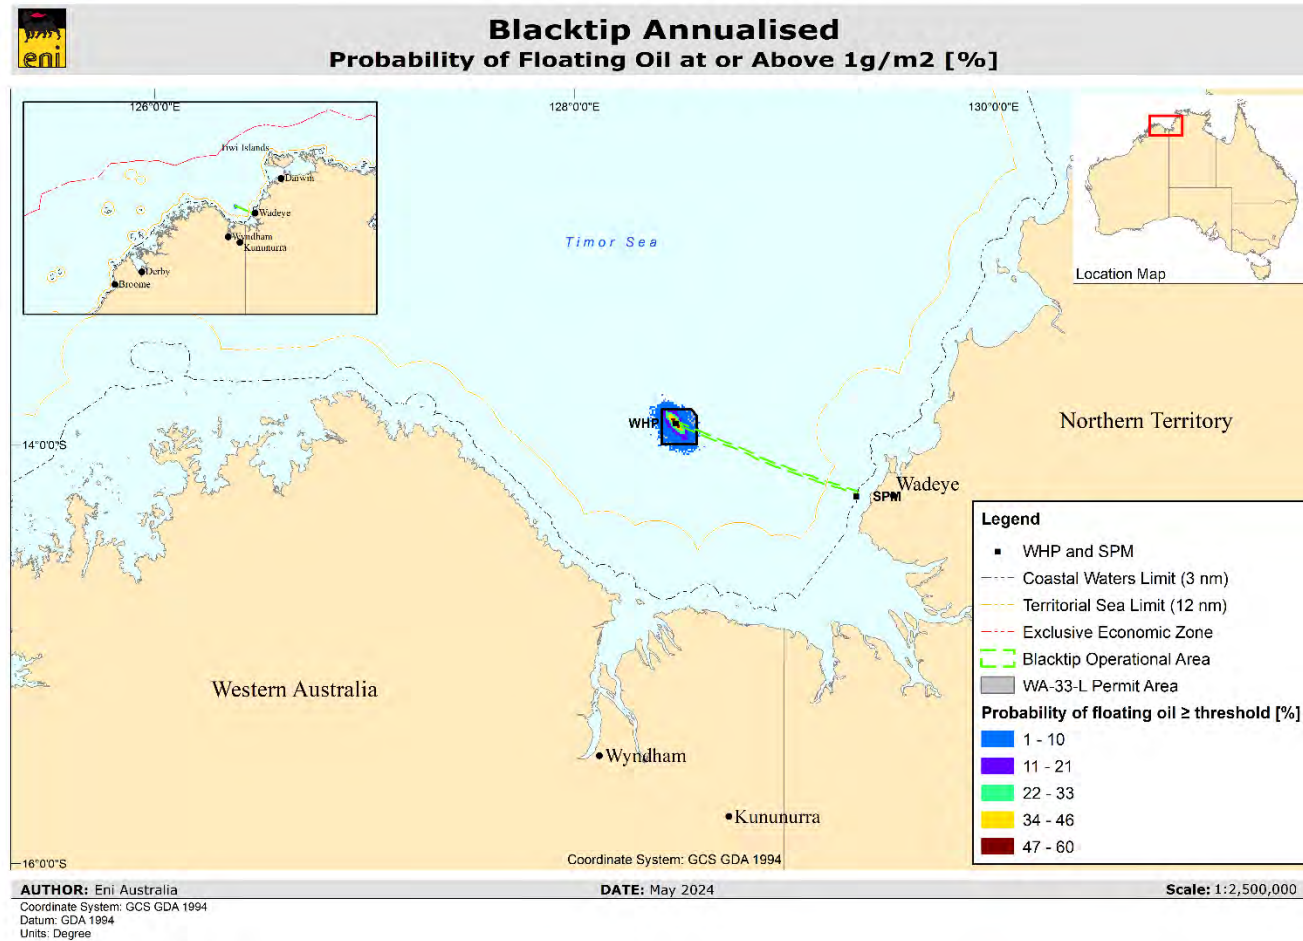 eni
Blacktip Annualised
Probability of Floating Oil at or Above 1g/m2 [%]
126°0'0"E
128°0'0"E
130°0'0"E
Tiwi Islands
Darwin
Wadeye
Wyndham
Kununurra
Derby
Broome
Timor Sea
Location Map
WHP
14°0'0"S
Northern Territory
SPM
Wadeye
Western Australia
Wyndham
Kununurra
16°0'0"S
Coordinate System: GCS GDA 1994
Legend
WHP and SPM
Coastal Waters Limit (3 nm)
Territorial Sea Limit (12 nm)
Exclusive Economic Zone
Blacktip Operational Area
WA-33-L Permit Area
Probability of floating oil ≥ threshold [%]
1 - 10
11 - 21
22 - 33
34 - 46
47 - 60
AUTHOR: Eni Australia
DATE: May 2024
Scale: 1:2,500,000
Coordinate System: GCS GDA 1994
Datum: GDA 1994
Units: Degree